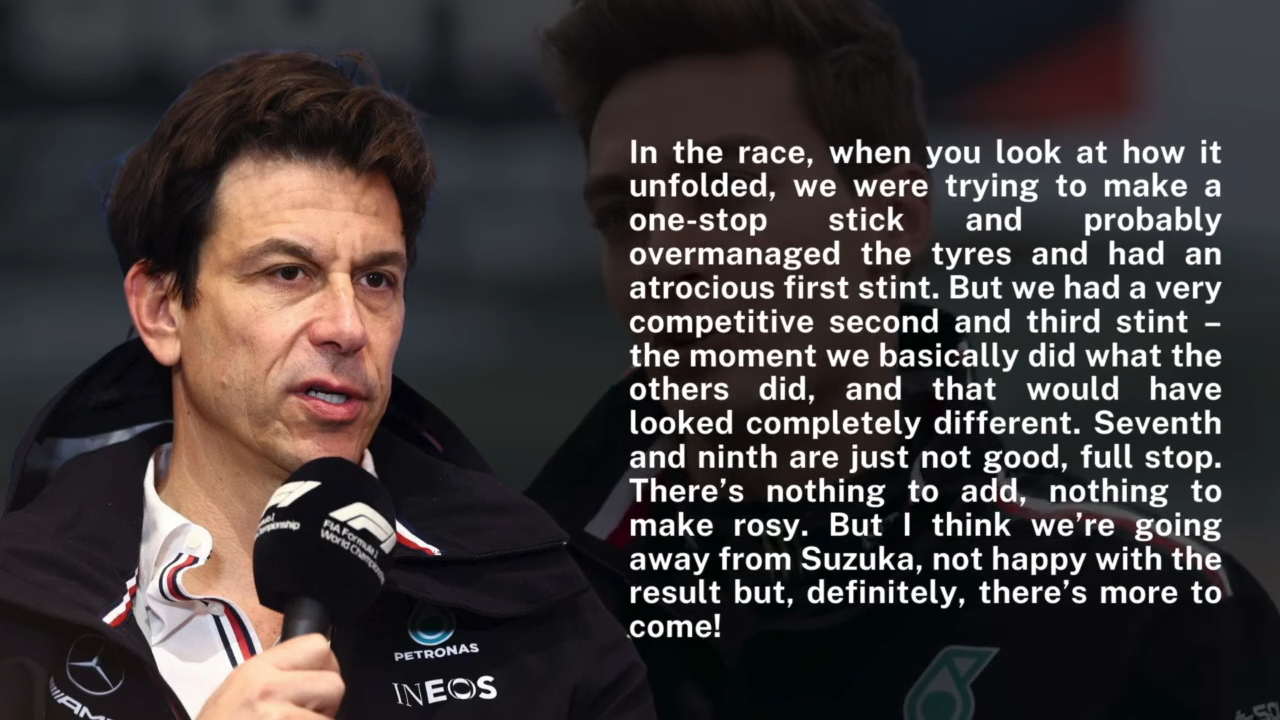 In the race, when you look at how it
unfolded, we were trying to make a
one-stop stick and probably
overmanaged the tyres and had an
atrocious first stint. But we had a very
competitive second and third stint –
the moment we basically did what the
others did, and that would have
looked completely different. Seventh
and ninth are just not good, full stop.
There’s nothing to add, nothing to
make rosy. But I think we’re going
away from Suzuka, not happy with the
result but, definitely, there’s more to
come!
FIA Formula 1
World Championship
PETRONAS
INEOS
AMG